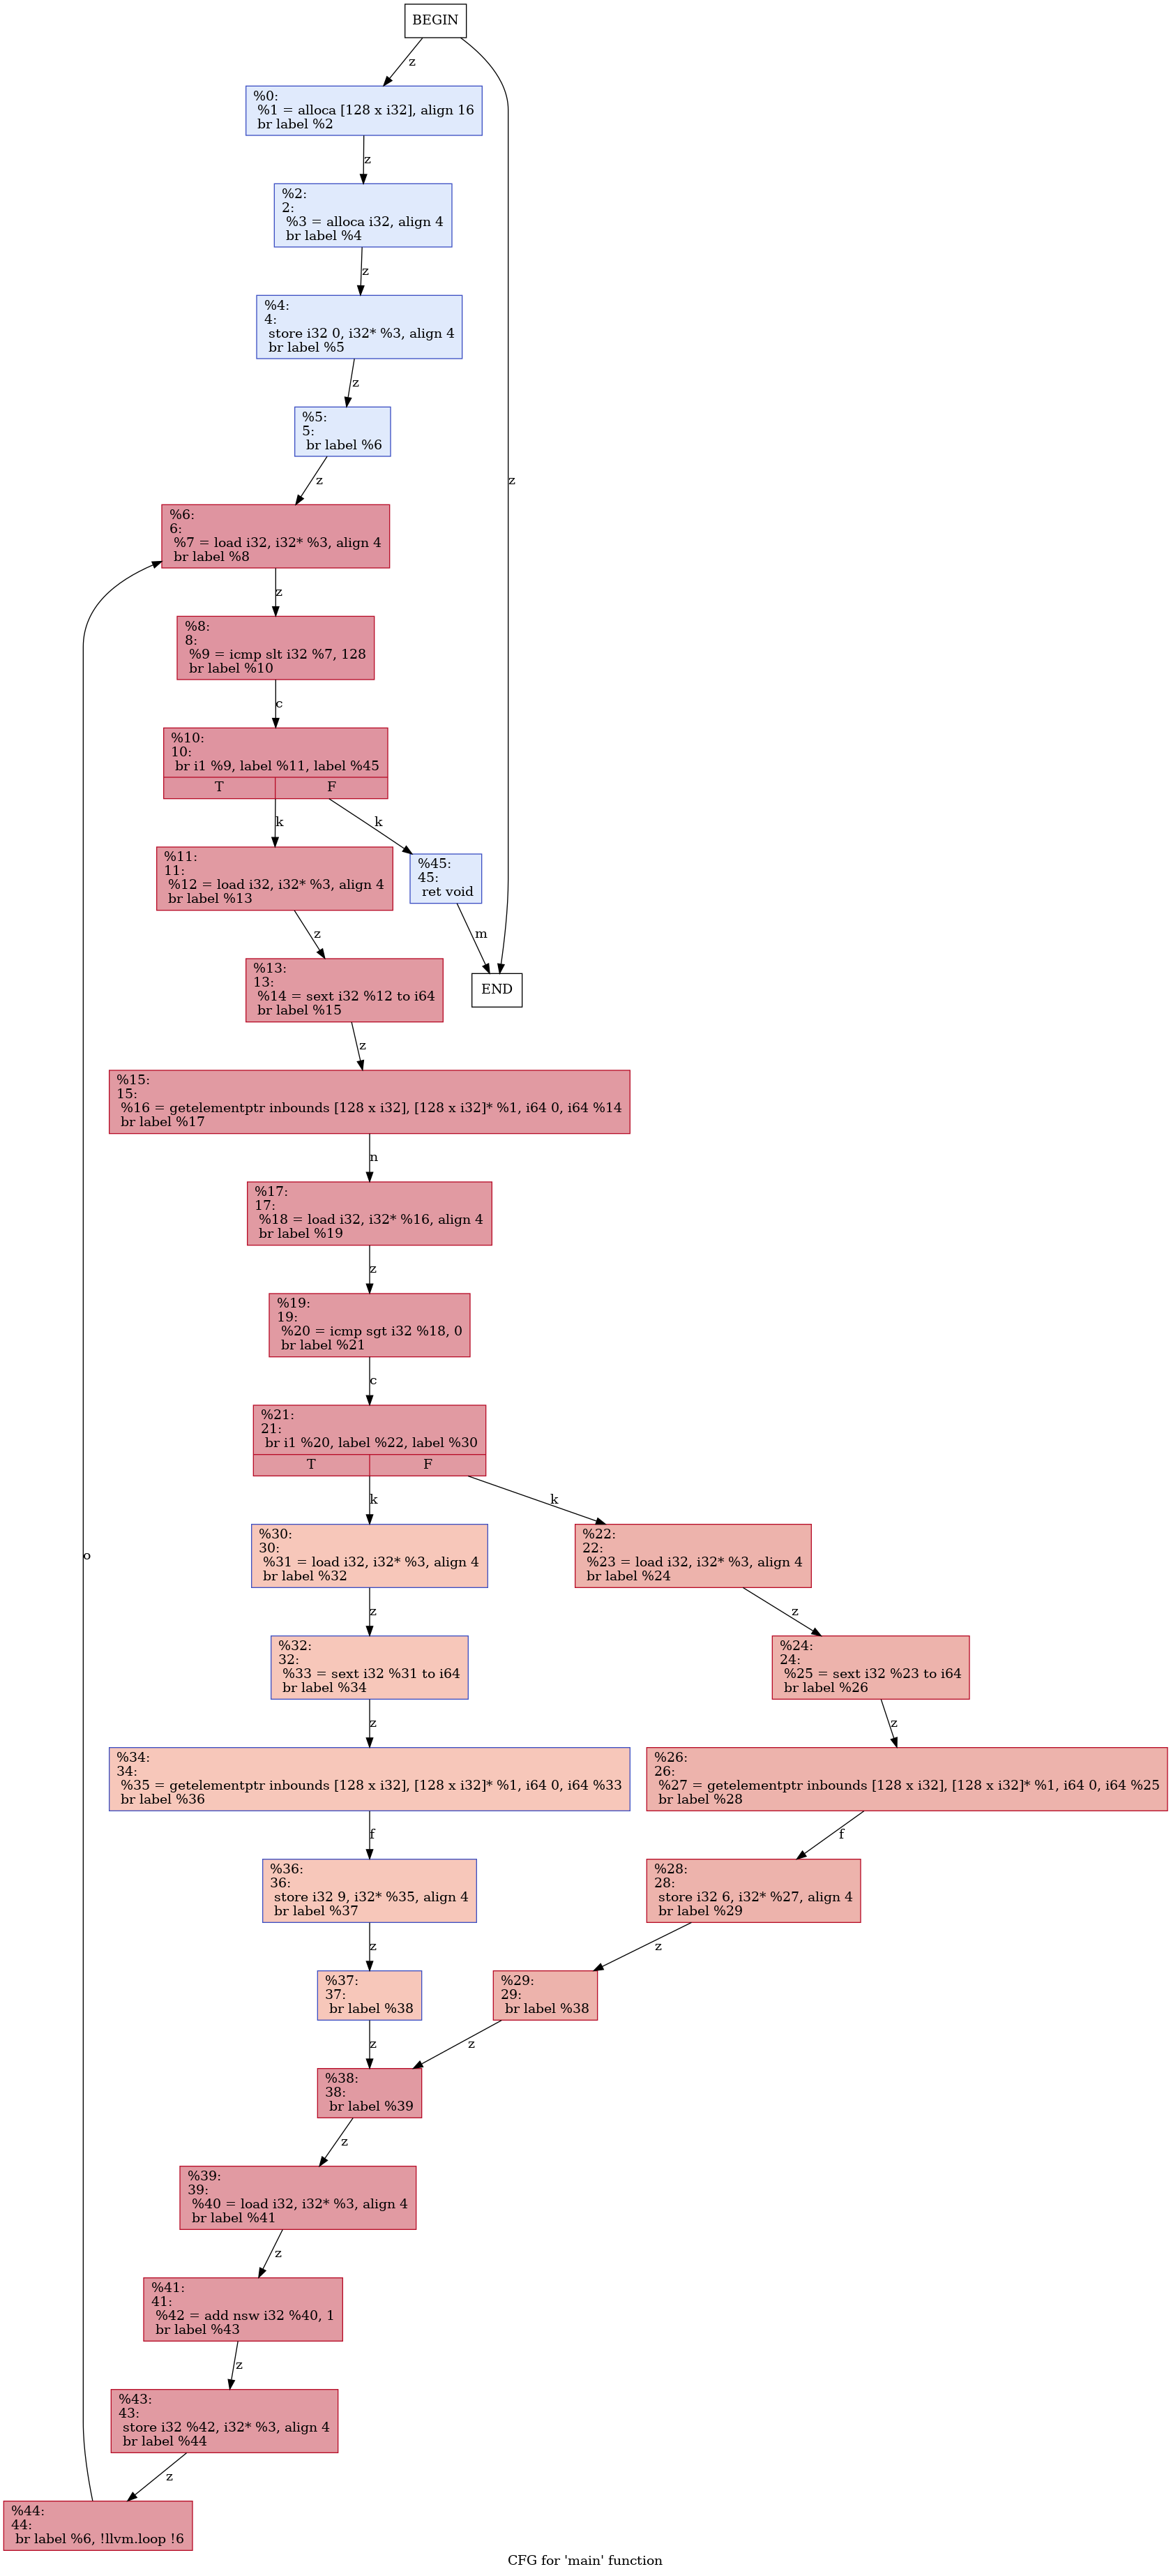 BEGIN
z
%0:
%1 = alloca [128 x i32], align 16
br label %2
z
%2:
2:
%3 = alloca i32, align 4
br label %4
z
%4:
4:
store i32 0, i32* %3, align 4
br label %5
z
%5:
5:
br label %6
z
z
%6:
6:
%7 = load i32, i32* %3, align 4
br label %8
z
%8:
8:
%9 = icmp slt i32 %7, 128
br label %10
c
%10:
10:
br i1 %9, label %11, label %45
T
F
k
k
%11:
11:
%12 = load i32, i32* %3, align 4
br label %13
%45:
45:
ret void
z
m
%13:
13:
%14 = sext i32 %12 to i64
br label %15
END
z
%15:
15:
%16 = getelementptr inbounds [128 x i32], [128 x i32]* %1, i64 0, i64 %14
br label %17
n
%17:
17:
%18 = load i32, i32* %16, align 4
br label %19
z
%19:
19:
%20 = icmp sgt i32 %18, 0
br label %21
c
%21:
21:
br i1 %20, label %22, label %30
T
F
k
k
o
%30:
30:
%31 = load i32, i32* %3, align 4
br label %32
%22:
22:
%23 = load i32, i32* %3, align 4
br label %24
z
z
%32:
32:
%33 = sext i32 %31 to i64
br label %34
%24:
24:
%25 = sext i32 %23 to i64
br label %26
z
z
%34:
34:
%35 = getelementptr inbounds [128 x i32], [128 x i32]* %1, i64 0, i64 %33
br label %36
%26:
26:
%27 = getelementptr inbounds [128 x i32], [128 x i32]* %1, i64 0, i64 %25
br label %28
f
f
%36:
36:
store i32 9, i32* %35, align 4
br label %37
%28:
28:
store i32 6, i32* %27, align 4
br label %29
z
z
%37:
37:
br label %38
%29:
29:
br label %38
z
z
%38:
38:
br label %39
z
%39:
39:
%40 = load i32, i32* %3, align 4
br label %41
z
%41:
41:
%42 = add nsw i32 %40, 1
br label %43
z
%43:
43:
store i32 %42, i32* %3, align 4
br label %44
z
%44:
44:
br label %6, !llvm.loop !6
CFG for 'main' function